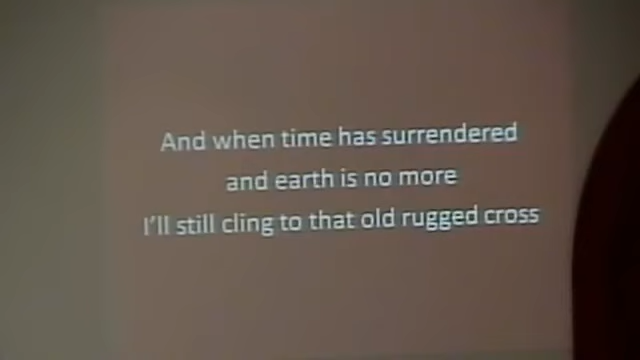 And when time has surrendered
and earth is no more
I'll still cling to that old rugged cross